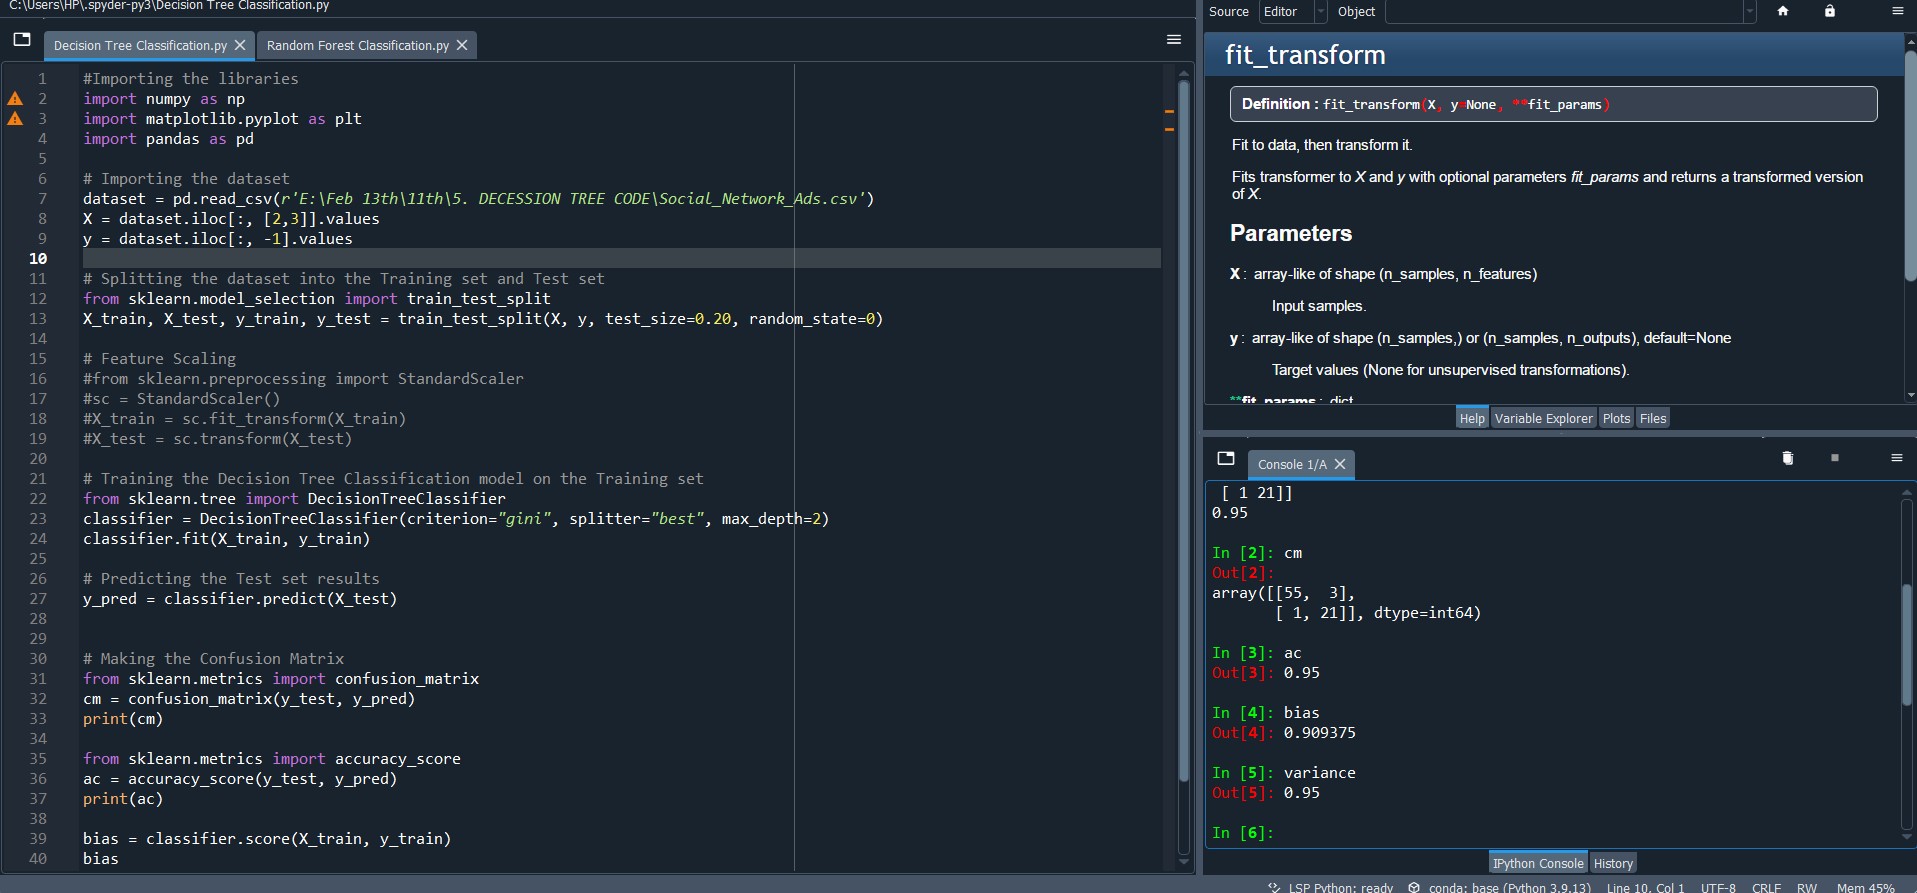 C:\Users\HP\.spyder-py3\Decision Tree Classification.py
Decision Tree Classification.py
Random Forest Classification.py
1 #Importing the libraries
2 import numpy as np
3 import matplotlib.pyplot as plt
4 import pandas as pd
5
6 # Importing the dataset
7 dataset = pd.read_csv(r'E:\Feb 13th\11th\5. DECESSION TREE CODE\Social_Network_Ads.csv')
8 X = dataset.iloc[:, [2,3]].values
9 y = dataset.iloc[:, -1].values
10
11 # Splitting the dataset into the Training set and Test set
12 from sklearn.model_selection import train_test_split
13 X_train, X_test, y_train, y_test = train_test_split(X, y, test_size=0.20, random_state=0)
14
15 # Feature Scaling
16 #from sklearn.preprocessing import StandardScaler
17 #sc = StandardScaler()
18 #X_train = sc.fit_transform(X_train)
19 #X_test = sc.transform(X_test)
20
21 # Training the Decision Tree Classification model on the Training set
22 from sklearn.tree import DecisionTreeClassifier
23 classifier = DecisionTreeClassifier(criterion="gini", splitter="best", max_depth=2)
24 classifier.fit(X_train, y_train)
25
26 # Predicting the Test set results
27 y_pred = classifier.predict(X_test)
28
29
30 # Making the Confusion Matrix
31 from sklearn.metrics import confusion_matrix
32 cm = confusion_matrix(y_test, y_pred)
33 print(cm)
34
35 from sklearn.metrics import accuracy_score
36 ac = accuracy_score(y_test, y_pred)
37 print(ac)
38
39 bias = classifier.score(X_train, y_train)
40 bias
Source Editor Object
fit_transform
Definition : fit_transform(X, y=None, **fit_params)
Fit to data, then transform it.
Fits transformer to X and y with optional parameters fit_params and returns a transformed version
of X.
Parameters
X : array-like of shape (n_samples, n_features)
Input samples.
y : array-like of shape (n_samples,) or (n_samples, n_outputs), default=None
Target values (None for unsupervised transformations).
**fit_params : dict
Help Variable Explorer Plots Files
Console 1/A
[ 1 21]]
0.95
In [2]: cm
Out[2]:
array([[55, 3],
[ 1, 21]], dtype=int64)
In [3]: ac
Out[3]: 0.95
In [4]: bias
Out[4]: 0.909375
In [5]: variance
Out[5]: 0.95
In [6]:
IPython Console History
LSP Python: ready conda: base (Python 3.9.13) Line 10, Col 1 UTF-8 CRLF RW Mem 45%